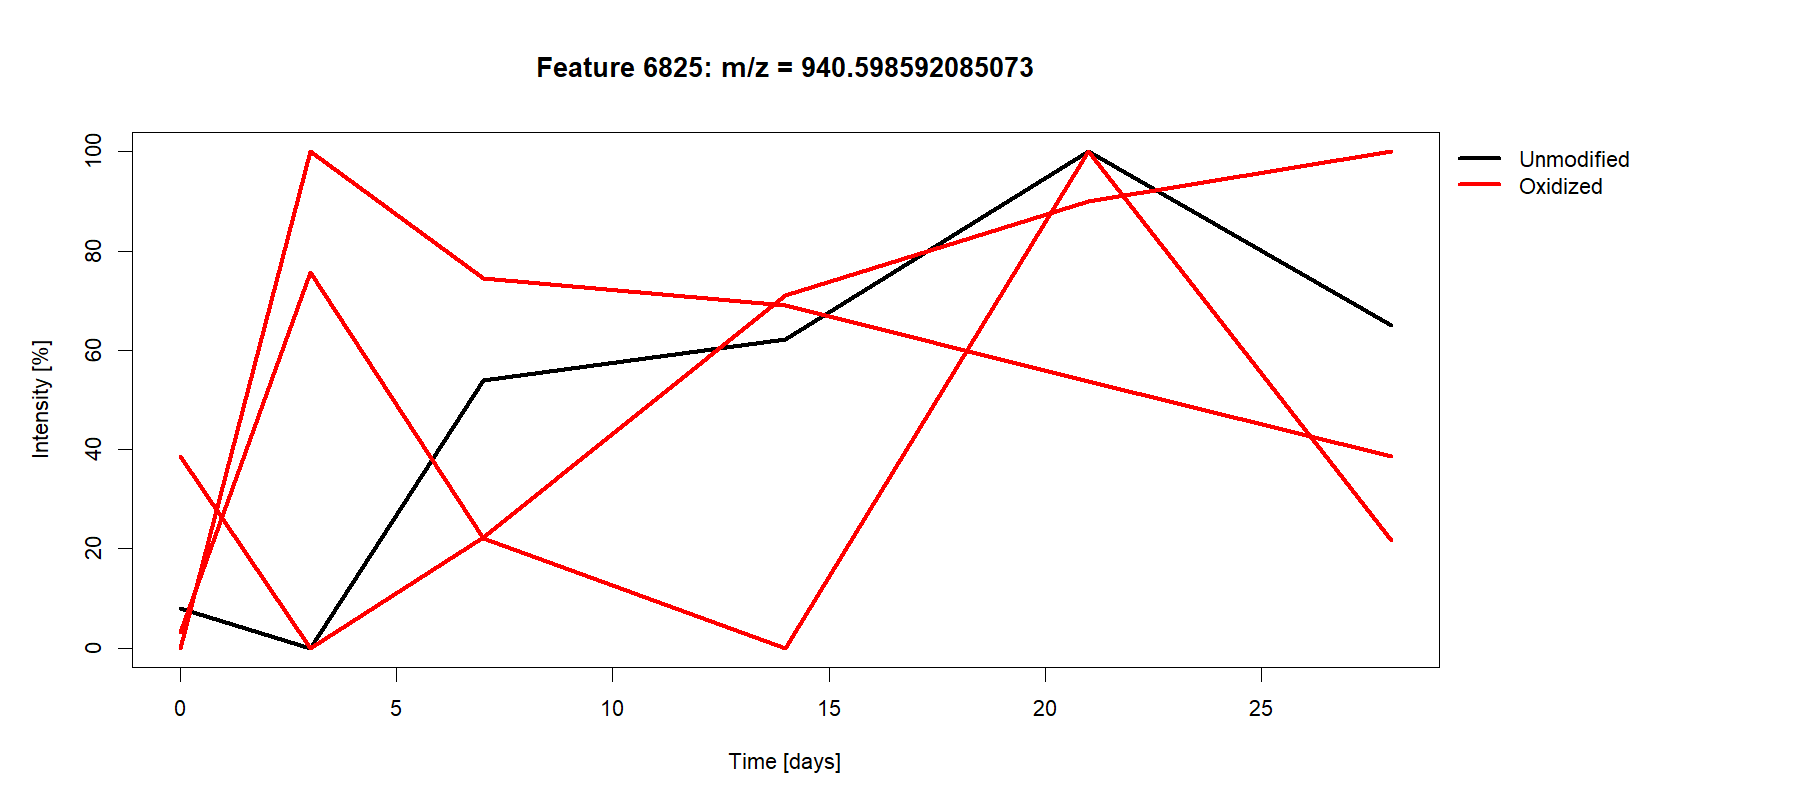 Feature 6825: m/z = 940.598592085073
Unmodified
Oxidized
100
80
60
40
20
0
Intensity [%]
0 5 10 15 20 25
Time [days]